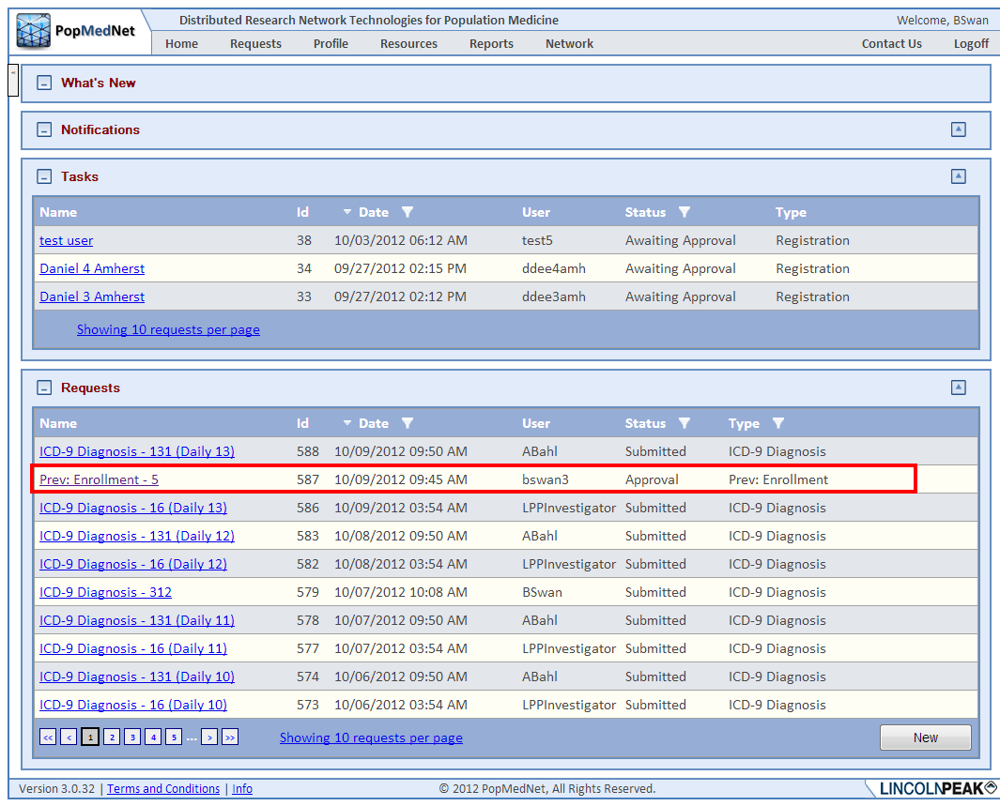 PopMedNet
Distributed Research Network Technologies for Population Medicine
Welcome, BSwan
Home Requests Profile Resources Reports Network Contact Us Logoff
What's New
Notifications
Tasks
Name Id Date User Status Type
test user 38 10/03/2012 06:12 AM test5 Awaiting Approval Registration
Daniel 4 Amherst 34 09/27/2012 02:15 PM ddee4amh Awaiting Approval Registration
Daniel 3 Amherst 33 09/27/2012 02:12 PM ddee3amh Awaiting Approval Registration
Showing 10 requests per page
Requests
Name Id Date User Status Type
ICD-9 Diagnosis - 131 (Daily 13) 588 10/09/2012 09:50 AM ABahl Submitted ICD-9 Diagnosis
Prev: Enrollment - 5 587 10/09/2012 09:45 AM bswan3 Approval Prev: Enrollment
ICD-9 Diagnosis - 16 (Daily 13) 586 10/09/2012 03:54 AM LPPInvestigator Submitted ICD-9 Diagnosis
ICD-9 Diagnosis - 131 (Daily 12) 583 10/08/2012 09:50 AM ABahl Submitted ICD-9 Diagnosis
ICD-9 Diagnosis - 16 (Daily 12) 582 10/08/2012 03:54 AM LPPInvestigator Submitted ICD-9 Diagnosis
ICD-9 Diagnosis - 312 579 10/07/2012 10:08 AM BSwan Submitted ICD-9 Diagnosis
ICD-9 Diagnosis - 131 (Daily 11) 578 10/07/2012 09:50 AM ABahl Submitted ICD-9 Diagnosis
ICD-9 Diagnosis - 16 (Daily 11) 577 10/07/2012 03:54 AM LPPInvestigator Submitted ICD-9 Diagnosis
ICD-9 Diagnosis - 131 (Daily 10) 574 10/06/2012 09:50 AM ABahl Submitted ICD-9 Diagnosis
ICD-9 Diagnosis - 16 (Daily 10) 573 10/06/2012 03:54 AM LPPInvestigator Submitted ICD-9 Diagnosis
<< < 1 2 3 4 5 ... > >> Showing 10 requests per page New
Version 3.0.32 | Terms and Conditions | Info © 2012 PopMedNet, All Rights Reserved. LINCOLNPEAK